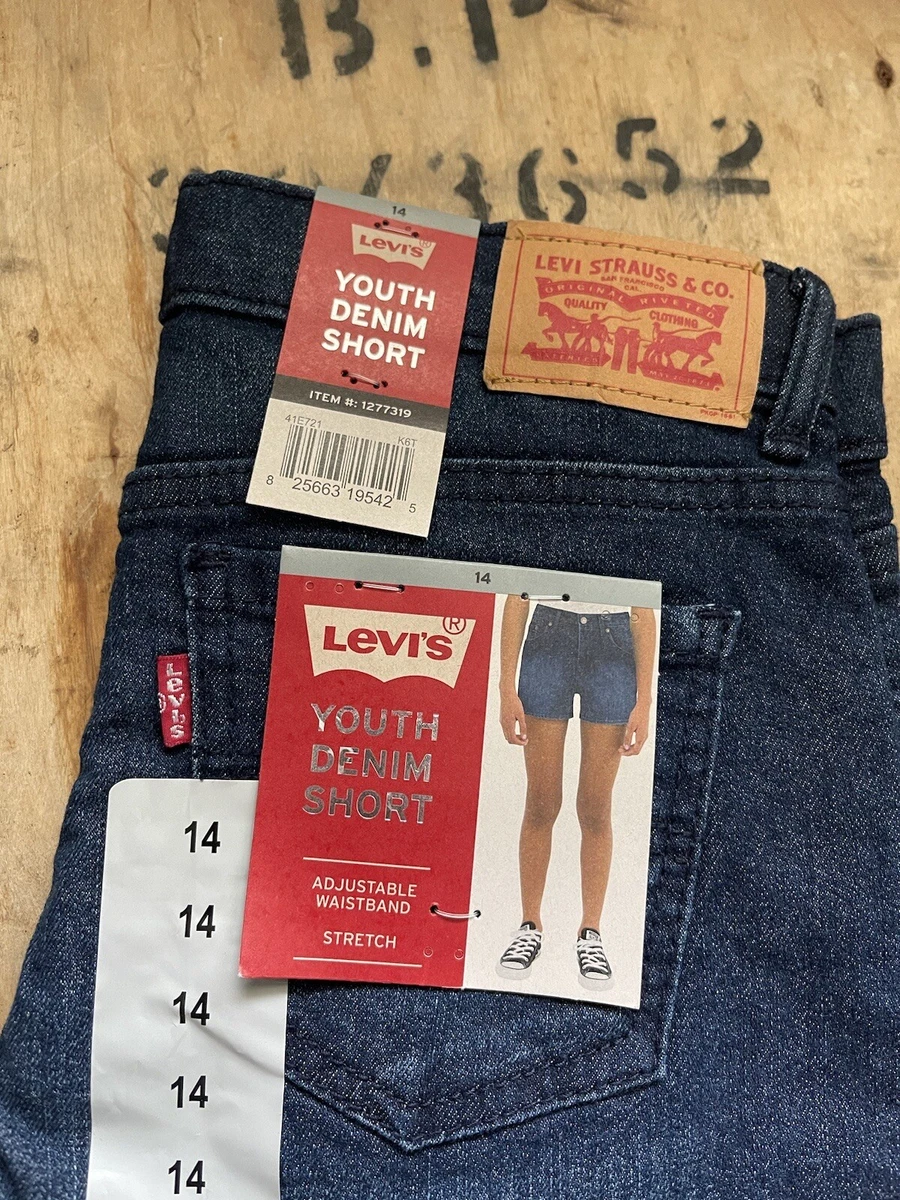 B.P
3652
14
Levi's®
YOUTH
DENIM
SHORT
ITEM #: 1277319
41E721
K6T
8 25663 19542 5
LEVI STRAUSS & CO.
SAN FRANCISCO
CAL.
ORIGINAL RIVETED
QUALITY CLOTHING
14
Levi's®
YOUTH
DENIM
SHORT
ADJUSTABLE
WAISTBAND
STRETCH
Levi's
®
14
14
14
14
14